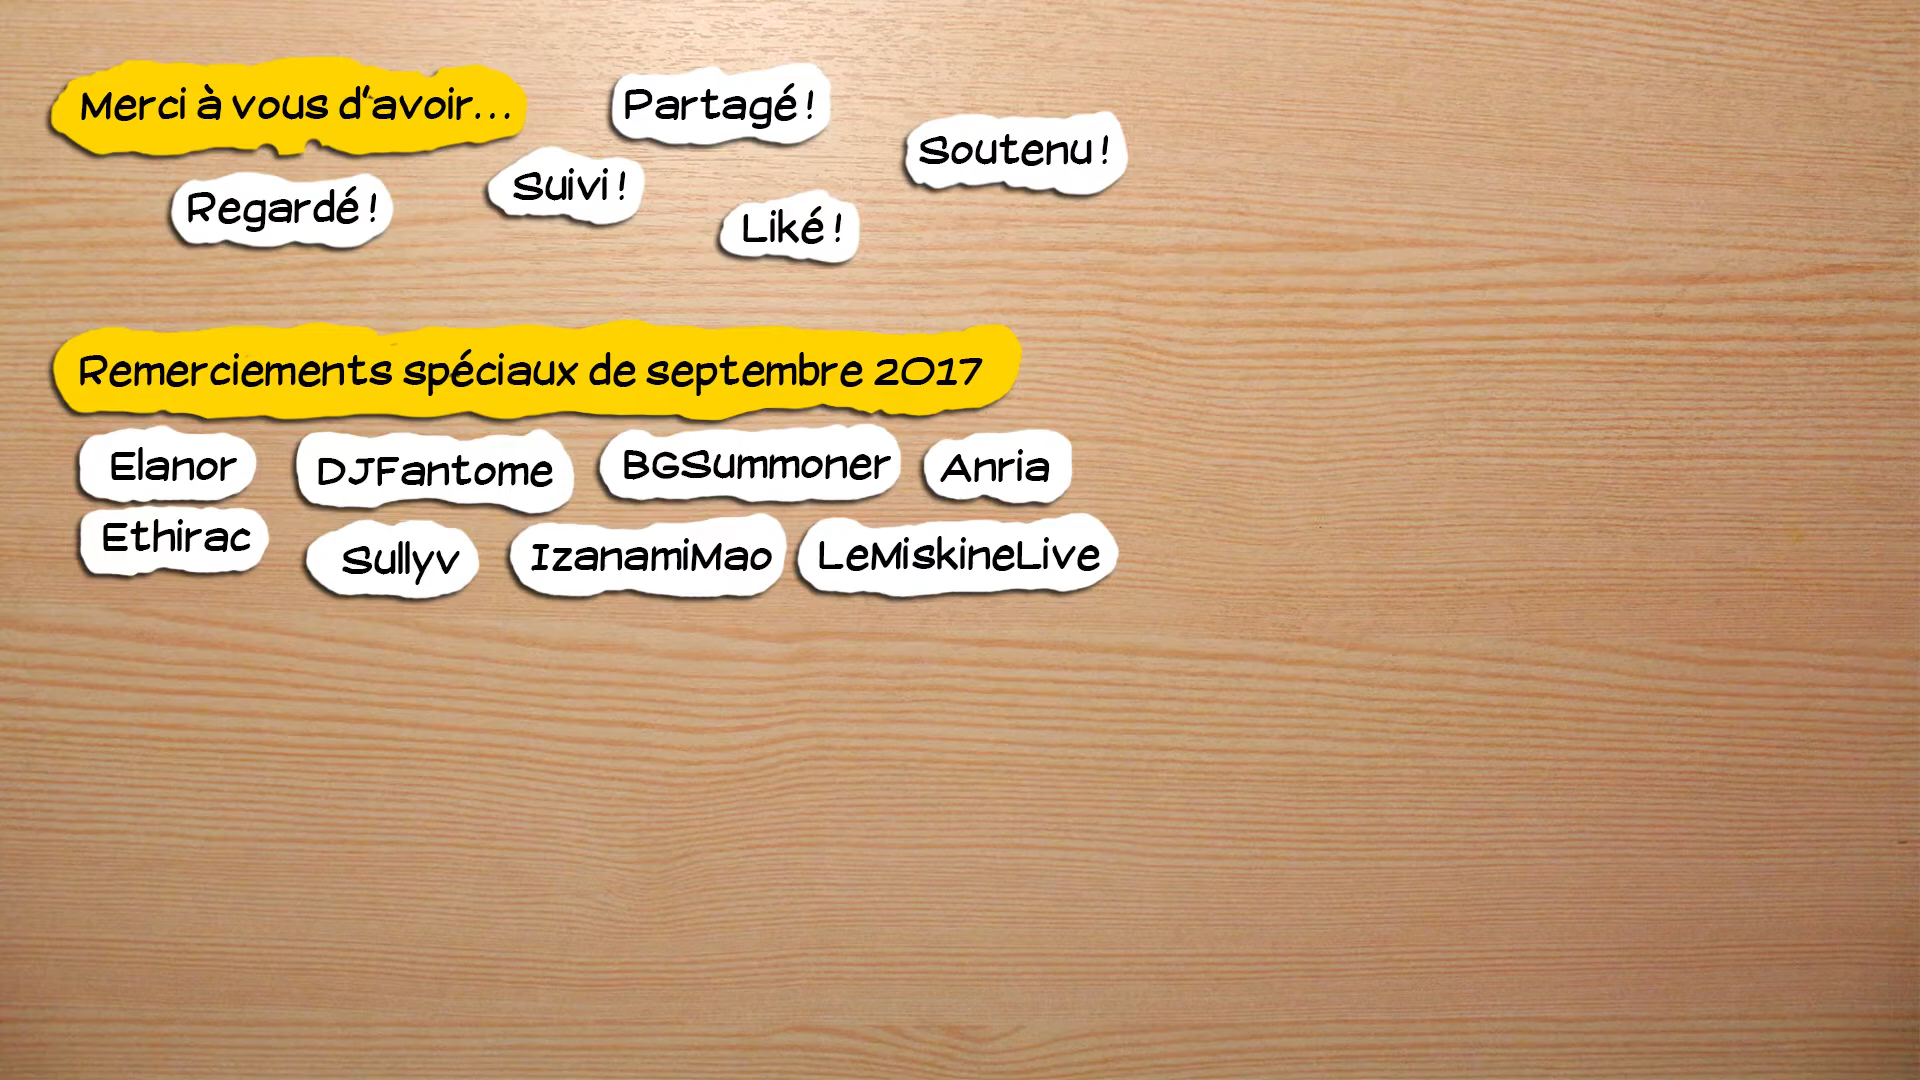 Merci à vous d'avoir...
Partagé !
Soutenu !
Regardé !
Suivi !
Liké !
Remerciements spéciaux de septembre 2017
Elanor
DJFantome
BGSummoner
Anria
Ethirac
Sullyv
IzanamiMao
LeMiskineLive